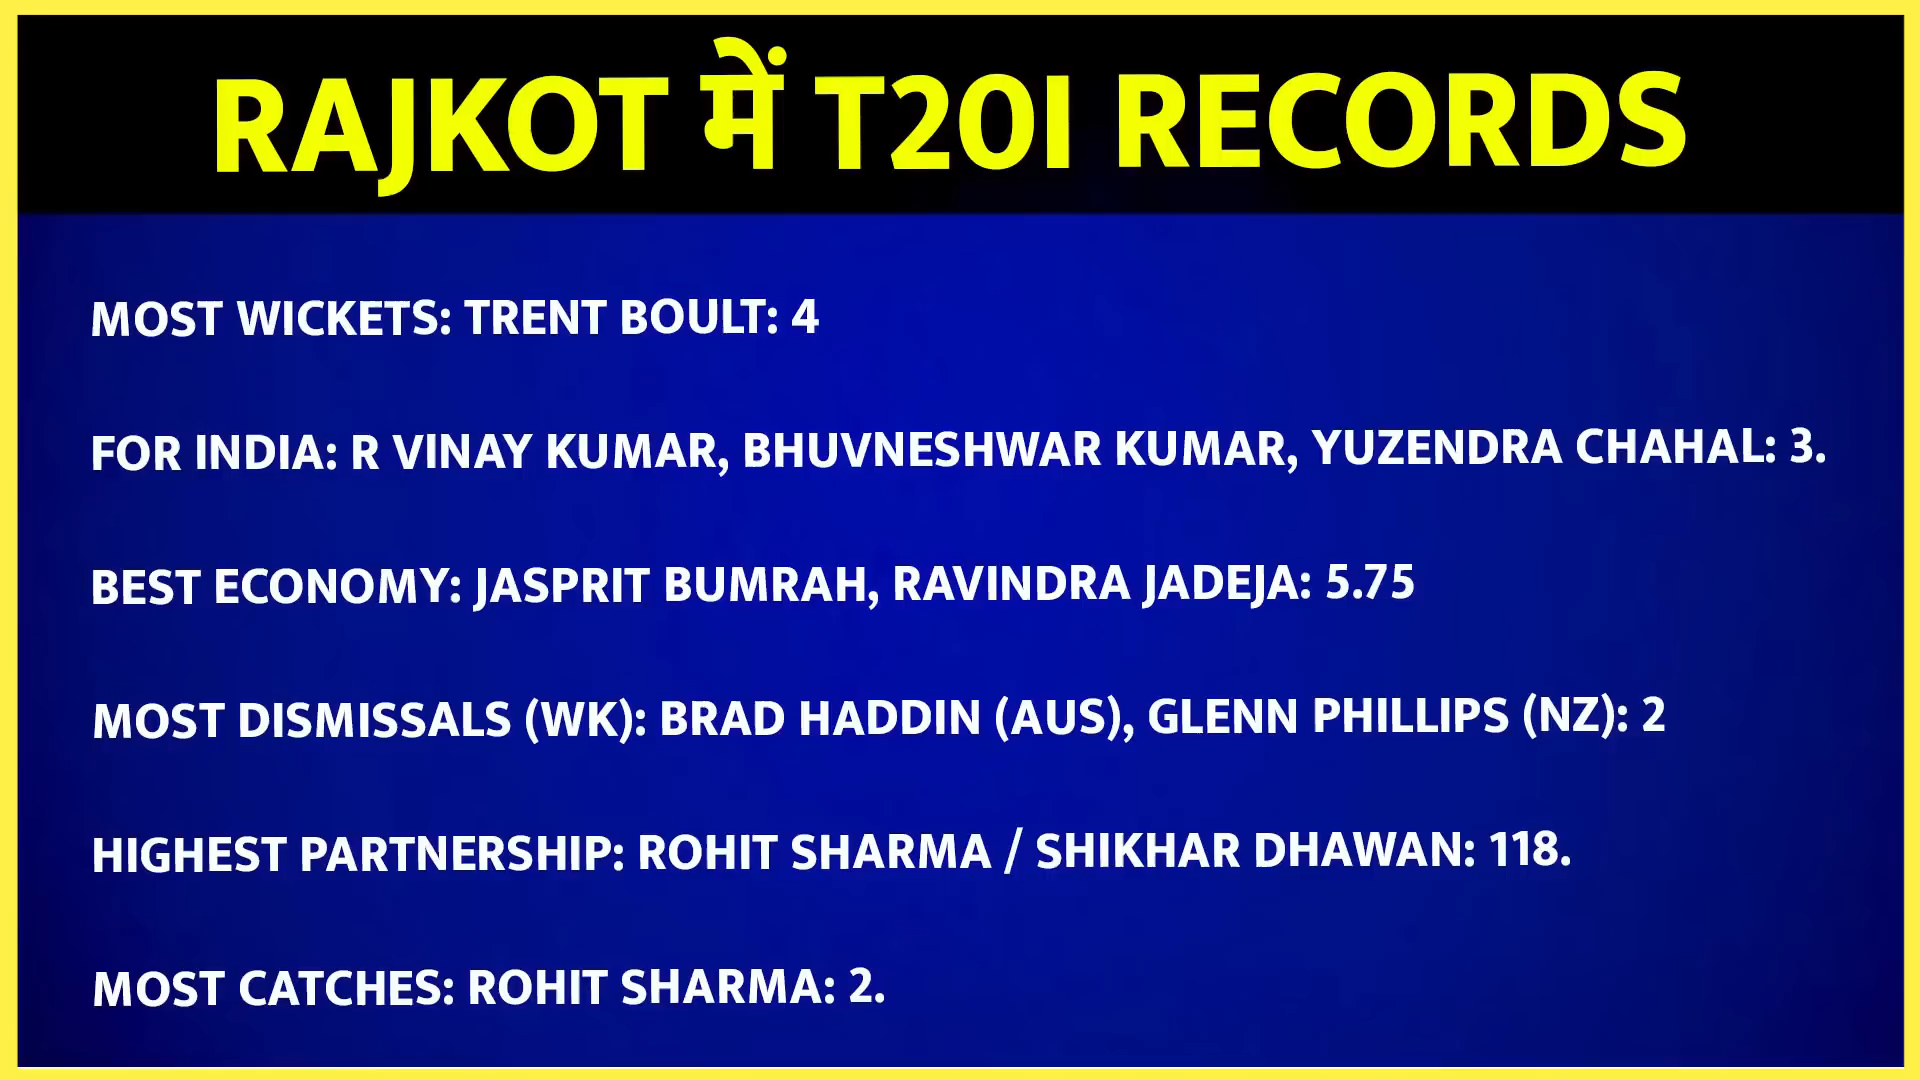 RAJKOT में T20I RECORDS
MOST WICKETS: TRENT BOULT: 4
FOR INDIA: R VINAY KUMAR, BHUVNESHWAR KUMAR, YUZENDRA CHAHAL: 3.
BEST ECONOMY: JASPRIT BUMRAH, RAVINDRA JADEJA: 5.75
MOST DISMISSALS (WK): BRAD HADDIN (AUS), GLENN PHILLIPS (NZ): 2
HIGHEST PARTNERSHIP: ROHIT SHARMA / SHIKHAR DHAWAN: 118.
MOST CATCHES: ROHIT SHARMA: 2.